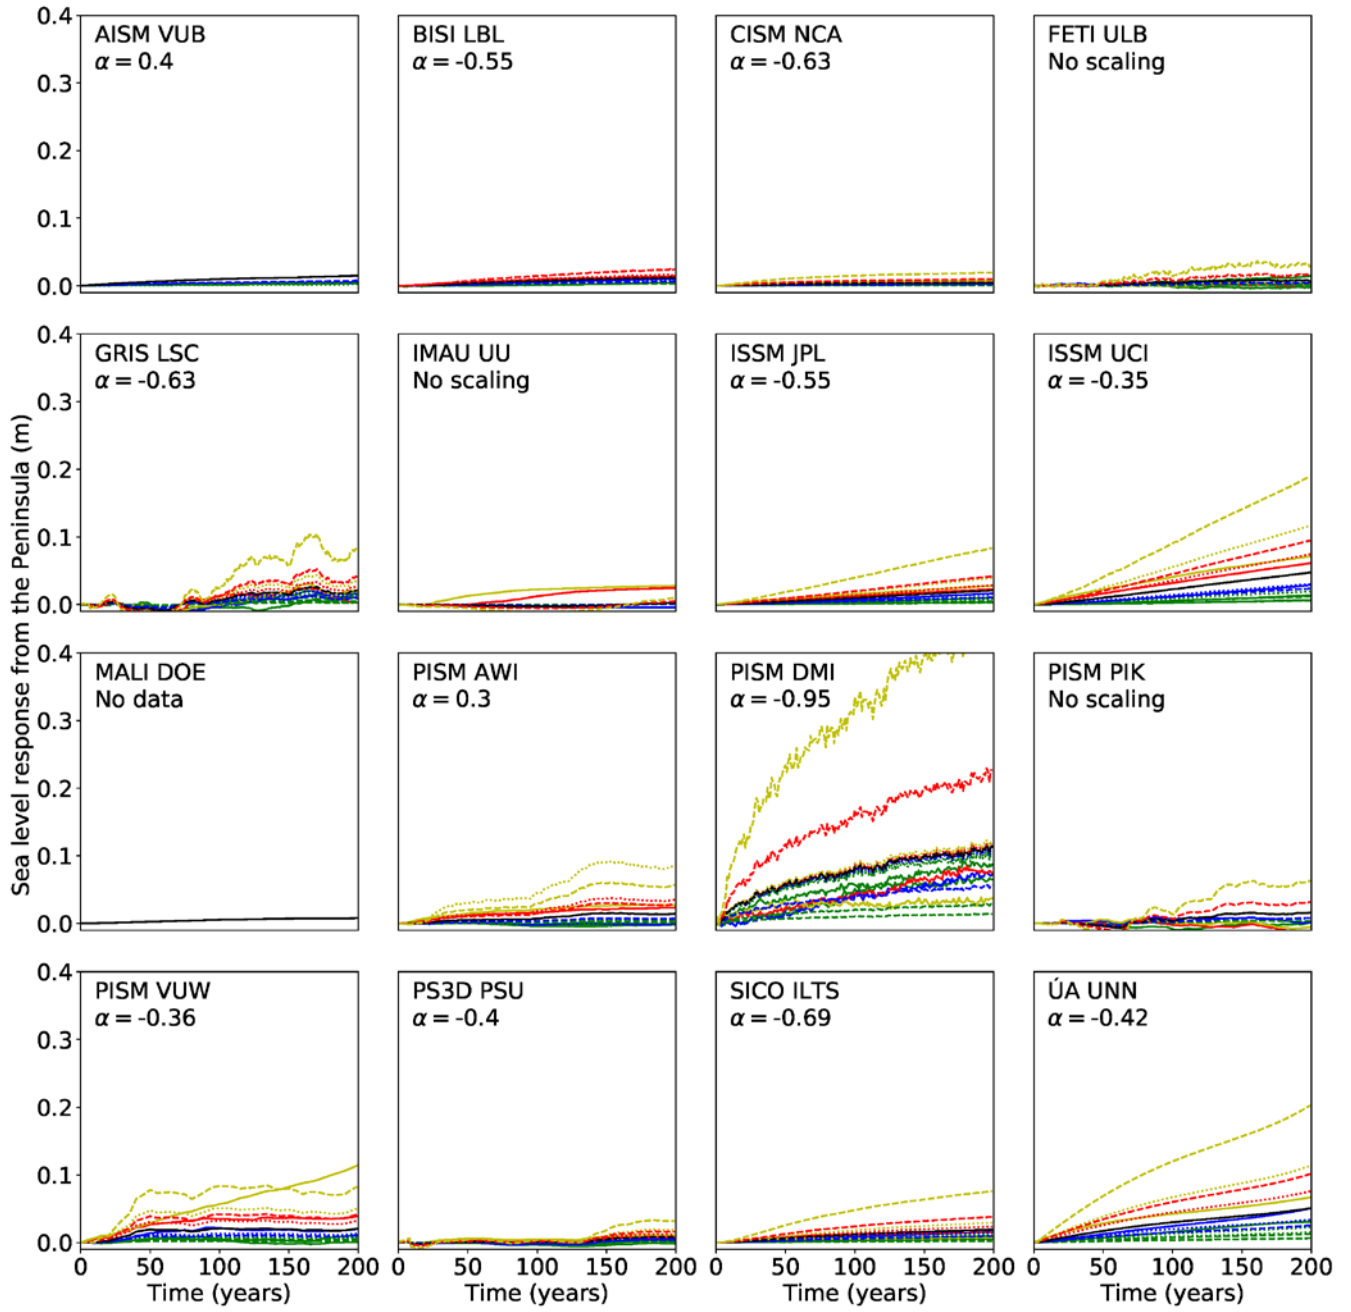 Sea level response from the Peninsula (m)
0.4
0.3
0.2
0.1
0.0
AISM VUB
α = 0.4
BISI LBL
α = -0.55
CISM NCA
α = -0.63
FETI ULB
No scaling
0.4
0.3
0.2
0.1
0.0
GRIS LSC
α = -0.63
IMAU UU
No scaling
ISSM JPL
α = -0.55
ISSM UCI
α = -0.35
0.4
0.3
0.2
0.1
0.0
MALI DOE
No data
PISM AWI
α = 0.3
PISM DMI
α = -0.95
PISM PIK
No scaling
0.4
0.3
0.2
0.1
0.0
PISM VUW
α = -0.36
PS3D PSU
α = -0.4
SICO ILTS
α = -0.69
ÚA UNN
α = -0.42
0 50 100 150 200
Time (years)
0 50 100 150 200
Time (years)
0 50 100 150 200
Time (years)
0 50 100 150 200
Time (years)